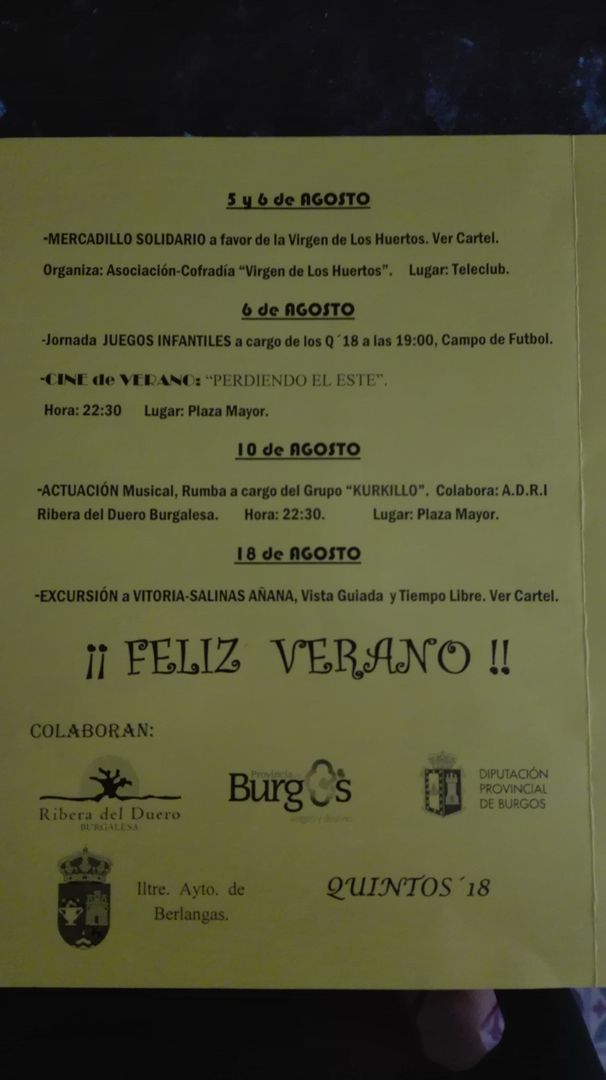 5 y 6 de AGOSTO
-MERCADILLO SOLIDARIO a favor de la Virgen de Los Huertos. Ver Cartel.
Organiza: Asociación-Cofradía “Virgen de Los Huertos”. Lugar: Teleclub.
6 de AGOSTO
-Jornada JUEGOS INFANTILES a cargo de los Q´18 a las 19:00, Campo de Futbol.
-CINE de VERANO: “PERDIENDO EL ESTE”.
Hora: 22:30 Lugar: Plaza Mayor.
10 de AGOSTO
-ACTUACIÓN Musical, Rumba a cargo del Grupo “KURKILLO”. Colabora: A.D.R.I
Ribera del Duero Burgalesa. Hora: 22:30. Lugar: Plaza Mayor.
18 de AGOSTO
-EXCURSIÓN a VITORIA-SALINAS AÑANA, Vista Guiada y Tiempo Libre. Ver Cartel.
¡¡ FELIZ VERANO !!
COLABORAN:
Ribera del Duero
BURGALESA
Provincia
Burgos
DIPUTACIÓN
PROVINCIAL
DE BURGOS
Iltre. Ayto. de
Berlangas.
QUINTOS ´18